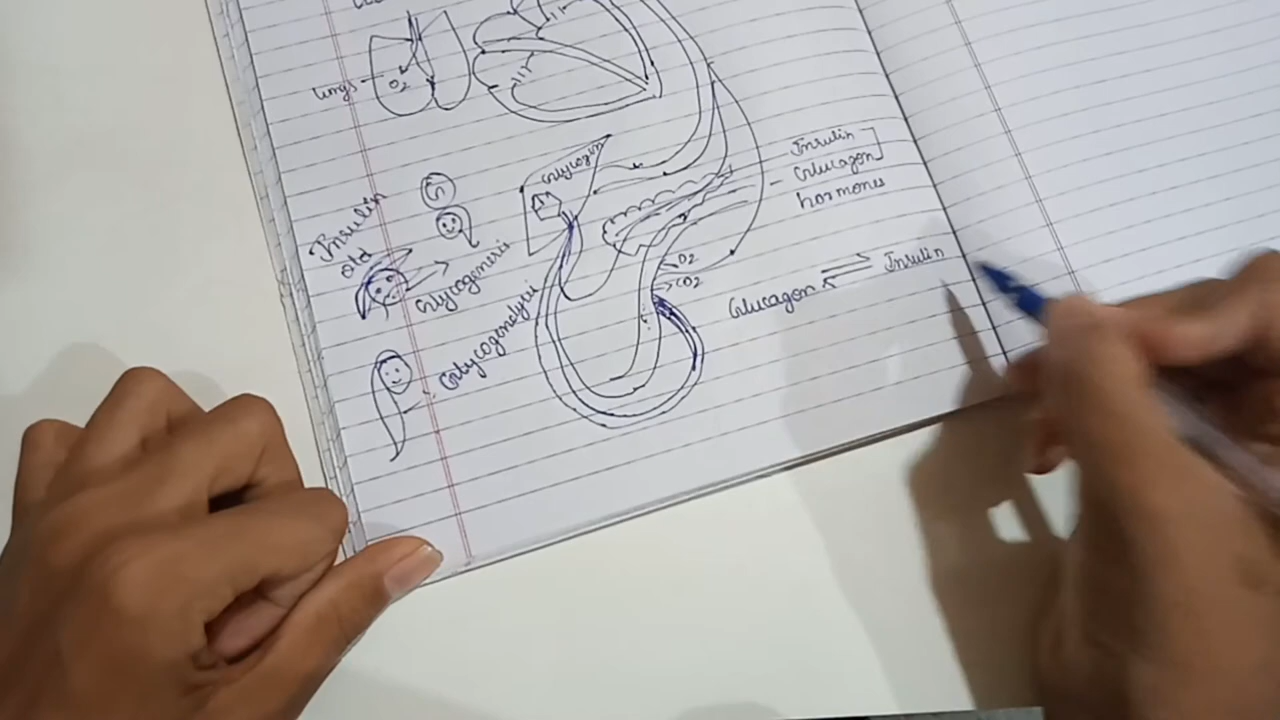 Lungs
O2
Glycogen
Insulin
Glucagon
hormones
G
Insulin
old
Glycogenesis
Glycogenolysis
O2
CO2
Glucagon ⇌ Insulin